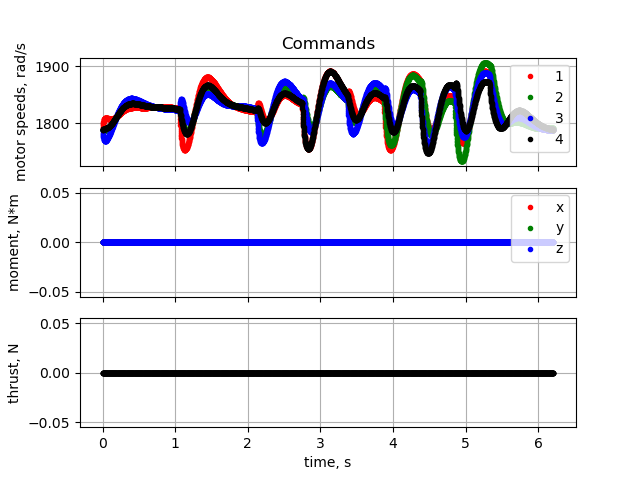 Commands
motor speeds, rad/s
1900
1800
1
2
3
4
moment, N*m
0.05
0.00
−0.05
x
y
z
thrust, N
0.05
0.00
−0.05
0 1 2 3 4 5 6
time, s